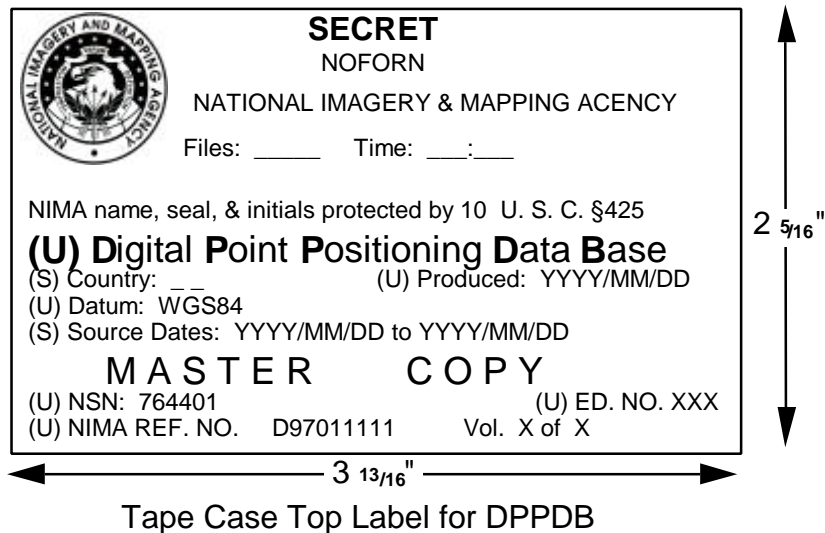 SECRET
NOFORN
NATIONAL IMAGERY AND MAPPING AGENCY
NATIONAL IMAGERY & MAPPING ACENCY
Files: _____ Time: ___:___
NIMA name, seal, & initials protected by 10 U. S. C. §425
(U) Digital Point Positioning Data Base
(S) Country: _ _ (U) Produced: YYYY/MM/DD
(U) Datum: WGS84
(S) Source Dates: YYYY/MM/DD to YYYY/MM/DD
MASTER COPY
(U) NSN: 764401 (U) ED. NO. XXX
(U) NIMA REF. NO. D97011111 Vol. X of X
2 5/16"
3 13/16"
Tape Case Top Label for DPPDB